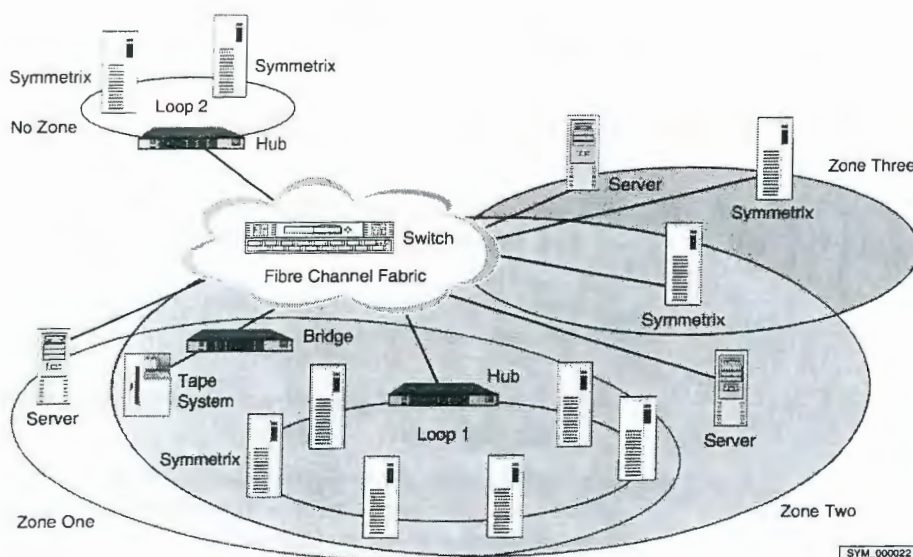 Symmetrix
Symmetrix
Loop 2
No Zone
Hub
Server
Zone Three
Symmetrix
Switch
Fibre Channel Fabric
Symmetrix
Bridge
Server
Tape
System
Hub
Loop 1
Server
Symmetrix
Zone One
Zone Two
SYM 000022